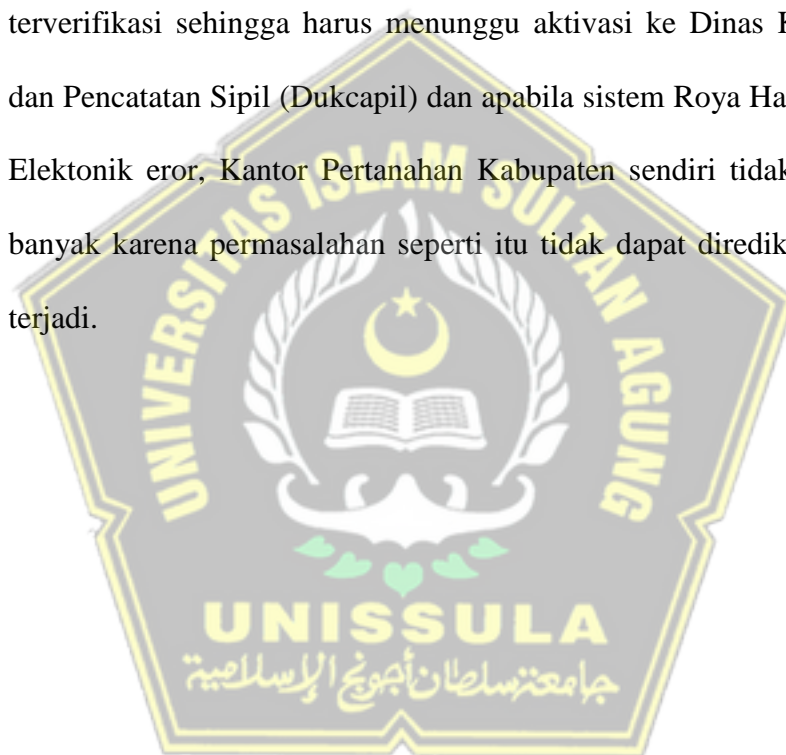 terverifikasi sehingga harus menunggu aktivasi ke Dinas
dan Pencatatan Sipil (Dukcapil) dan apabila sistem Roya
Elektonik eror, Kantor Pertanahan Kabupaten sendiri tidak
banyak karena permasalahan seperti itu tidak dapat
terjadi.
UNIVERSITAS ISLAM SULTAN AGUNG
UNISSULA
جامعة سلطان أجونج الإسلامية